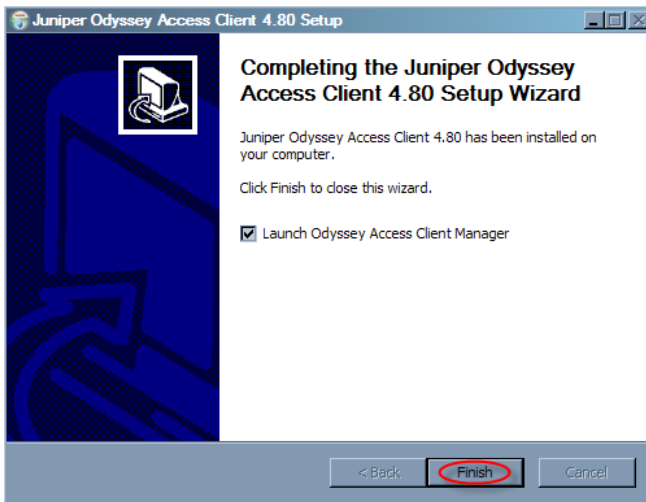 Juniper Odyssey Access Client 4.80 Setup
Completing the Juniper Odyssey
Access Client 4.80 Setup Wizard
Juniper Odyssey Access Client 4.80 has been installed on
your computer.
Click Finish to close this wizard.
Launch Odyssey Access Client Manager
< Back
Finish
Cancel